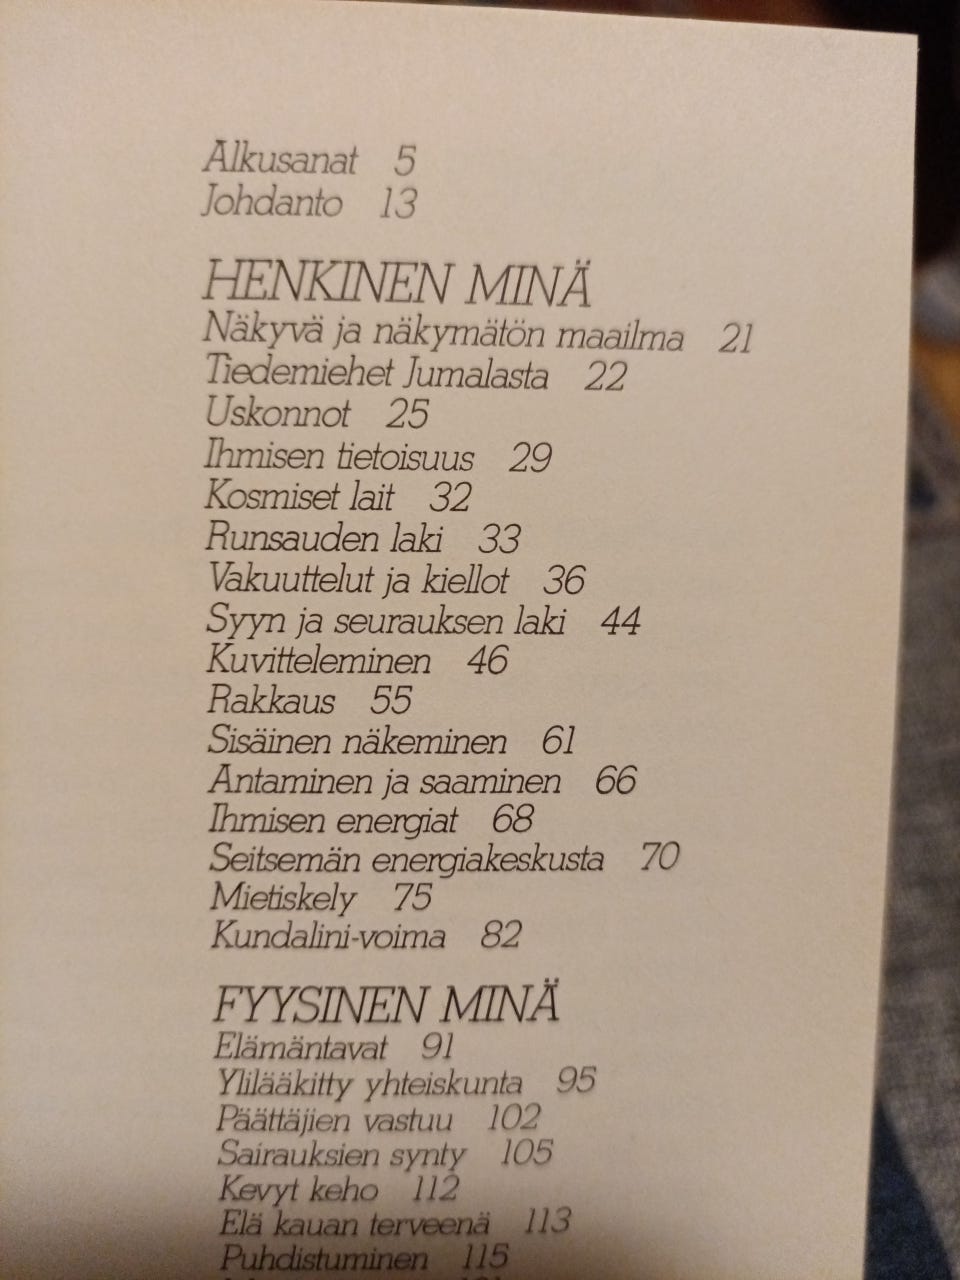 Alkusanat 5
Johdanto 13
HENKINEN MINÄ
Näkyvä ja näkymätön maailma 21
Tiedemiehet Jumalasta 22
Uskonnot 25
Ihmisen tietoisuus 29
Kosmiset lait 32
Runsauden laki 33
Vakuuttelut ja kiellot 36
Syyn ja seurauksen laki 44
Kuvitteleminen 46
Rakkaus 55
Sisäinen näkeminen 61
Antaminen ja saaminen 66
Ihmisen energiat 68
Seitsemän energiakeskusta 70
Mietiskely 75
Kundalini-voima 82
FYYSINEN MINÄ
Elämäntavat 91
Ylilääkitty yhteiskunta 95
Päättäjien vastuu 102
Sairauksien synty 105
Kevyt keho 112
Elä kauan terveenä 113
Puhdistuminen 115